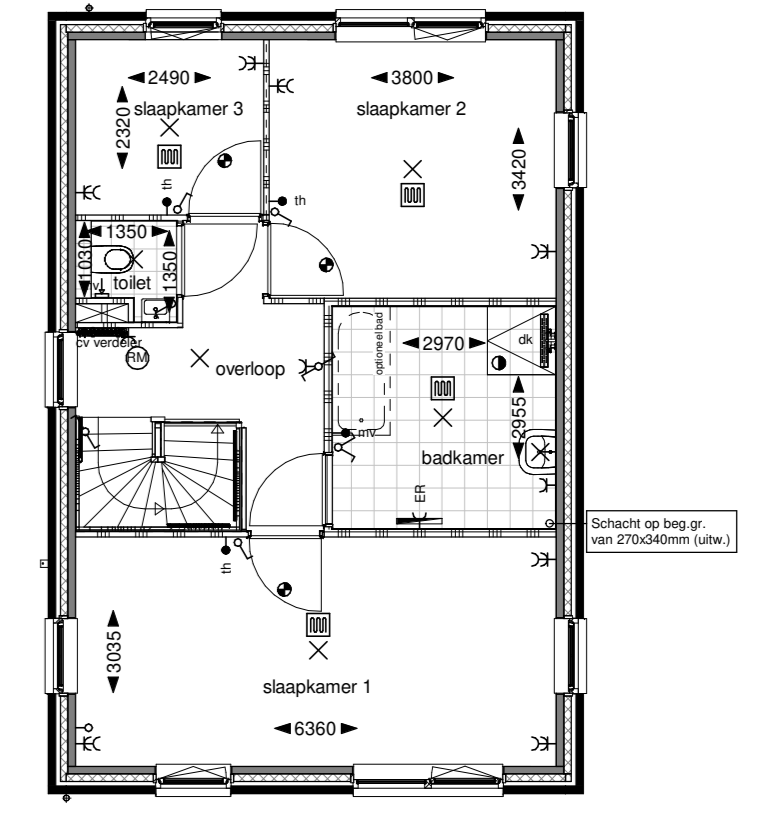 2490
3800
slaapkamer 3
slaapkamer 2
2320
3420
th
th
1350
1030
1350
toilet
cv verdeler
RM
overloop
optioneel bad
2970
dk
2955
mv
badkamer
ER
Schacht op beg.gr.
van 270x340mm (uitw.)
th
3035
slaapkamer 1
6360